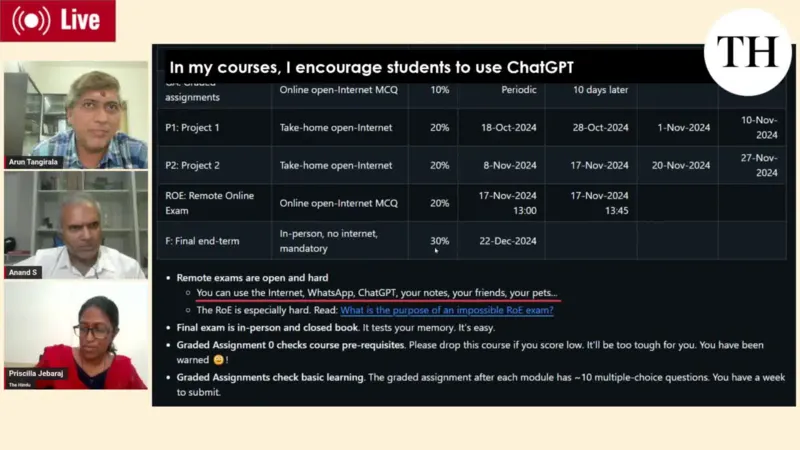 Live
TH
In my courses, I encourage students to use ChatGPT
GA: Graded assignments Online open-Internet MCQ 10% Periodic 10 days later
P1: Project 1 Take-home open-Internet 20% 18-Oct-2024 28-Oct-2024 1-Nov-2024 10-Nov-2024
P2: Project 2 Take-home open-Internet 20% 8-Nov-2024 17-Nov-2024 20-Nov-2024 27-Nov-2024
ROE: Remote Online Exam Online open-Internet MCQ 20% 17-Nov-2024 13:00 17-Nov-2024 13:45
F: Final end-term In-person, no internet, mandatory 30% 22-Dec-2024
• Remote exams are open and hard
○ You can use the Internet, WhatsApp, ChatGPT, your notes, your friends, your pets...
○ The RoE is especially hard. Read: What is the purpose of an impossible RoE exam?
• Final exam is in-person and closed book. It tests your memory. It's easy.
• Graded Assignment 0 checks course pre-requisites. Please drop this course if you score low. It'll be too tough for you. You have been
warned 😀!
• Graded Assignments check basic learning. The graded assignment after each module has ~10 multiple-choice questions. You have a week
to submit.
Arun Tangirala
Anand S
Priscilla Jebaraj
The Hindu